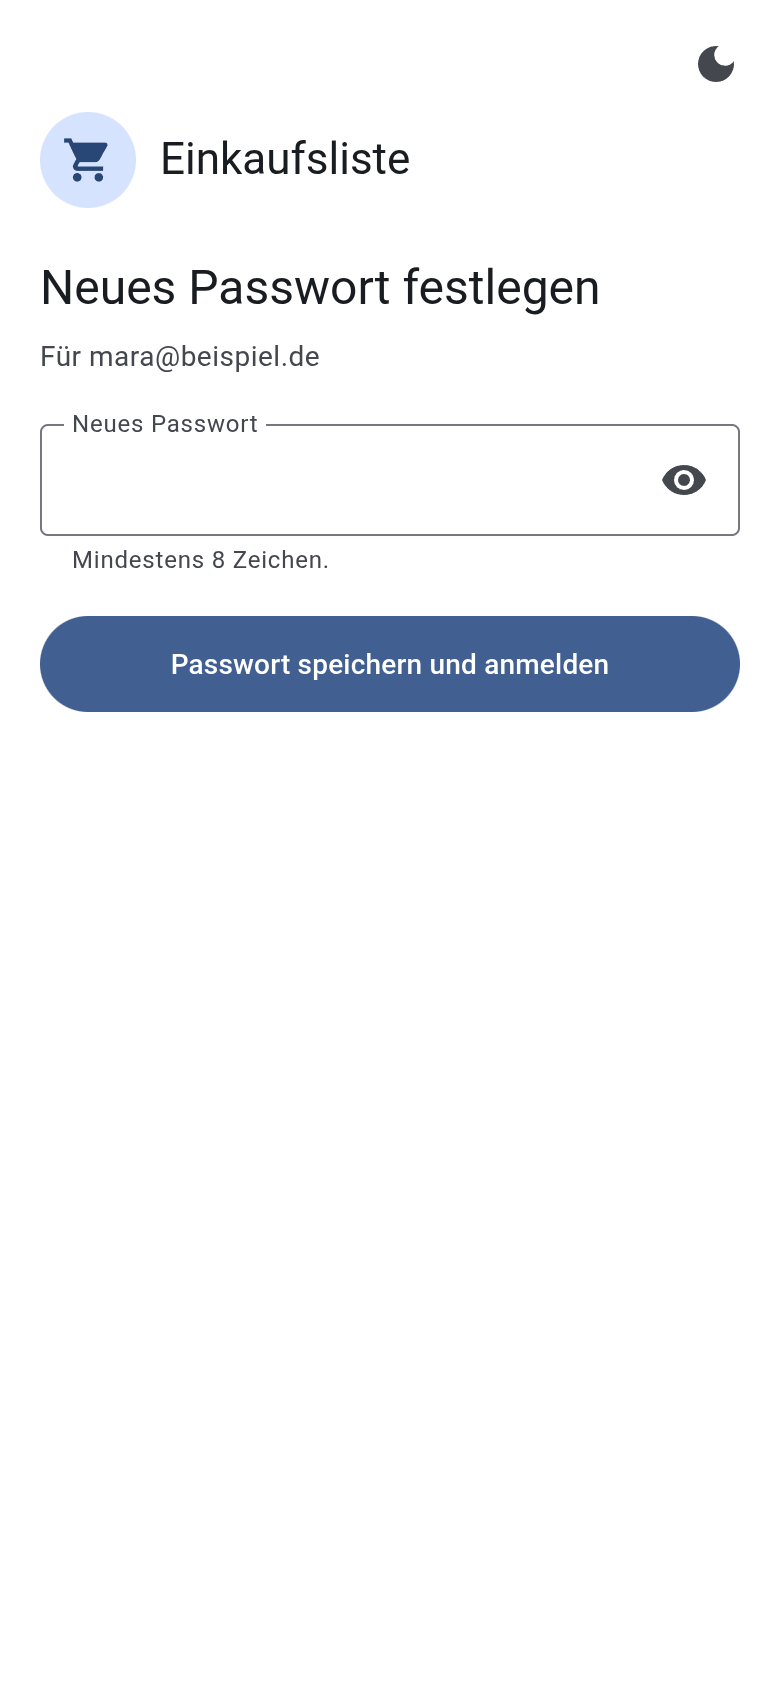 Einkaufsliste
Neues Passwort festlegen
Für mara@beispiel.de
Neues Passwort
Mindestens 8 Zeichen.
Passwort speichern und anmelden